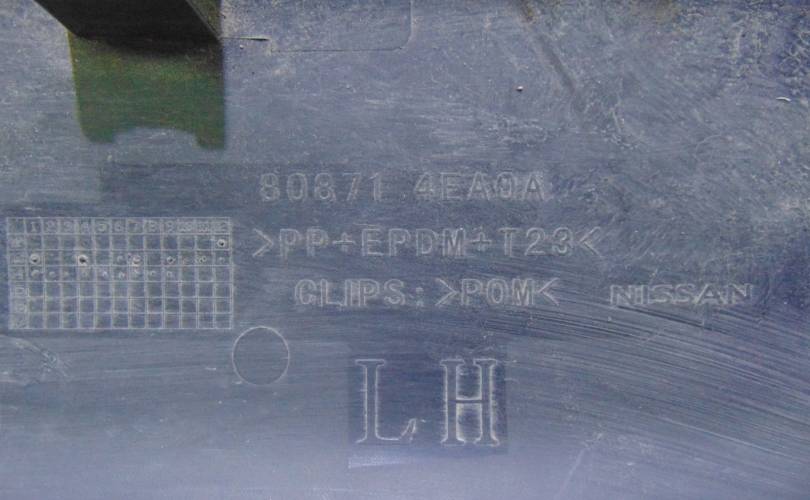 80871 4EA0A
>PP+EPDM+T23<
CLIPS:>POM<
NISSAN
LH